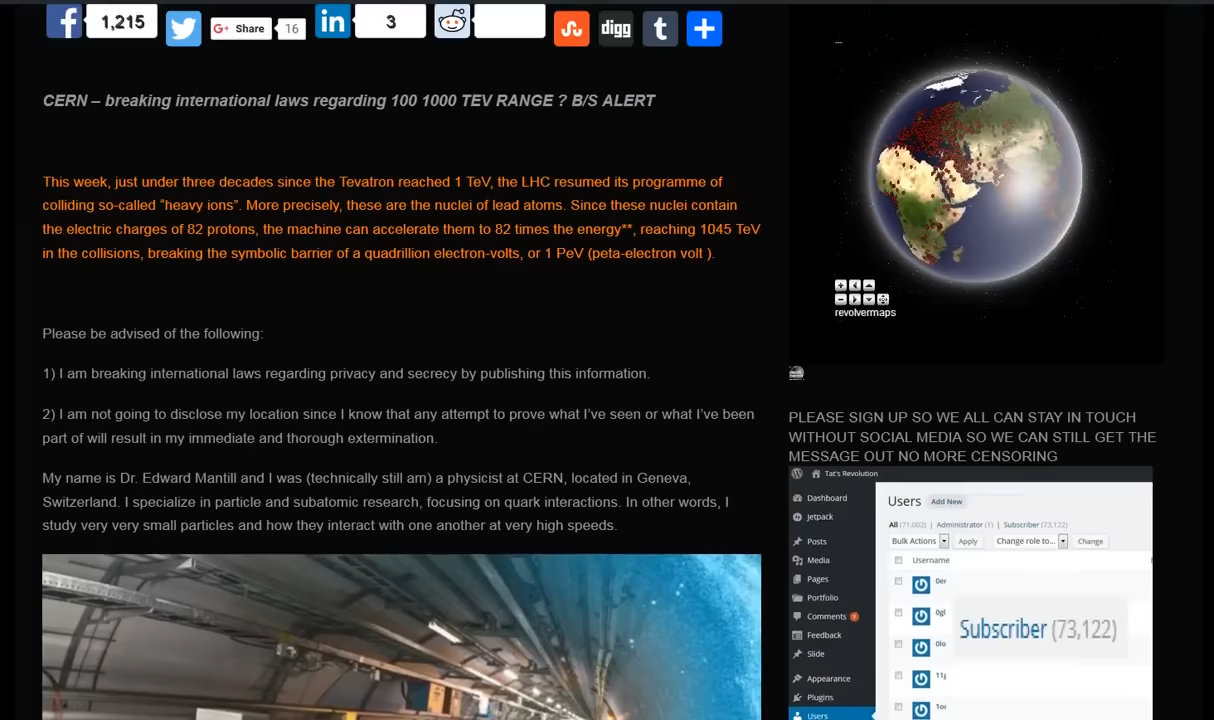 1,215
G+ Share 16
in 3
digg
t
CERN – breaking international laws regarding 100 1000 TEV RANGE ? B/S ALERT
This week, just under three decades since the Tevatron reached 1 TeV, the LHC resumed its programme of
colliding so-called “heavy ions”. More precisely, these are the nuclei of lead atoms. Since these nuclei contain
the electric charges of 82 protons, the machine can accelerate them to 82 times the energy**, reaching 1045 TeV
in the collisions, breaking the symbolic barrier of a quadrillion electron-volts, or 1 PeV (peta-electron volt ).
Please be advised of the following:
1) I am breaking international laws regarding privacy and secrecy by publishing this information.
2) I am not going to disclose my location since I know that any attempt to prove what I’ve seen or what I’ve been
part of will result in my immediate and thorough extermination.
My name is Dr. Edward Mantill and I was (technically still am) a physicist at CERN, located in Geneva,
Switzerland. I specialize in particle and subatomic research, focusing on quark interactions. In other words, I
study very very small particles and how they interact with one another at very high speeds.
revolvermaps
PLEASE SIGN UP SO WE ALL CAN STAY IN TOUCH
WITHOUT SOCIAL MEDIA SO WE CAN STILL GET THE
MESSAGE OUT NO MORE CENSORING
Tat's Revolution
Dashboard
Jetpack
Posts
Media
Pages
Portfolio
Comments 1
Feedback
Slide
Appearance
Plugins
Users
Users Add New
All (71,002) | Administrator (1) | Subscriber (73,122)
Bulk Actions Apply Change role to... Change
Username
0er
0gl
0lo
11
1o
Subscriber (73,122)